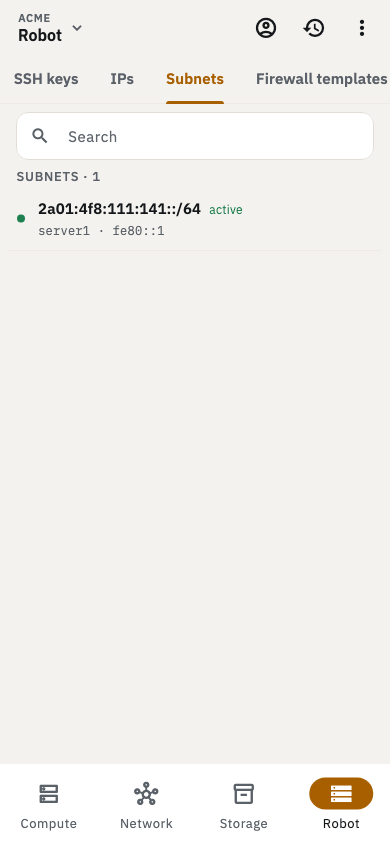 ACME
Robot
SSH keys IPs Subnets Firewall templates
Search
SUBNETS · 1
2a01:4f8:111:141::/64 active
server1 · fe80::1
Compute Network Storage Robot